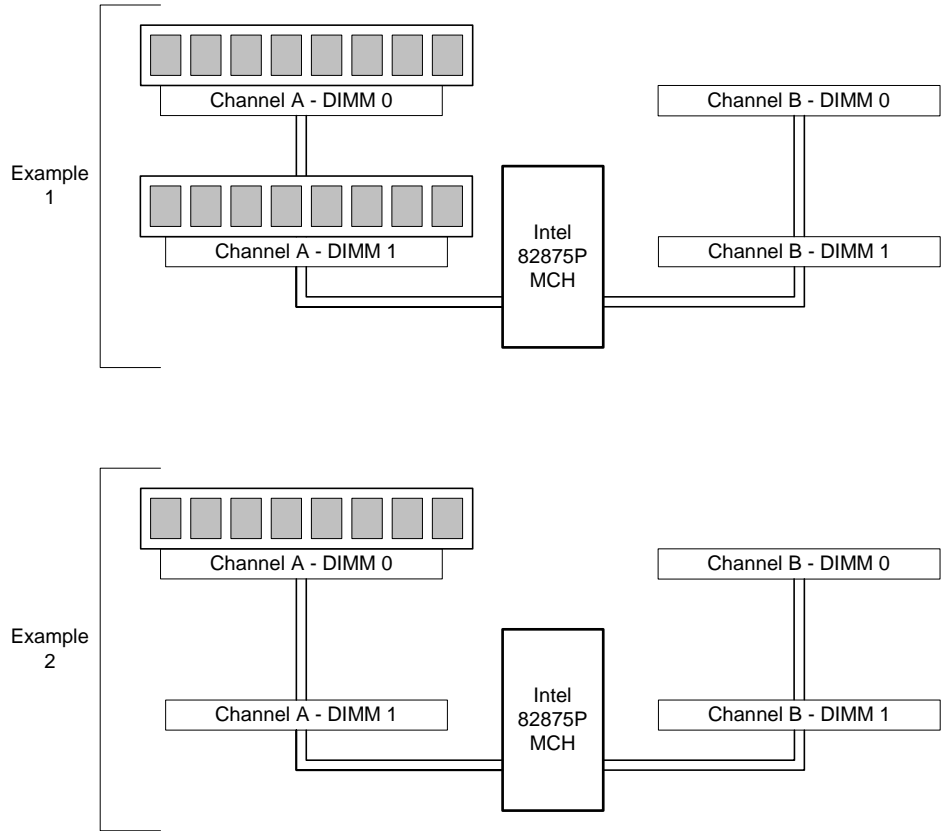 Example
1
Channel A - DIMM 0
Channel A - DIMM 1
Intel
82875P
MCH
Channel B - DIMM 0
Channel B - DIMM 1
Example
2
Channel A - DIMM 0
Channel A - DIMM 1
Intel
82875P
MCH
Channel B - DIMM 0
Channel B - DIMM 1